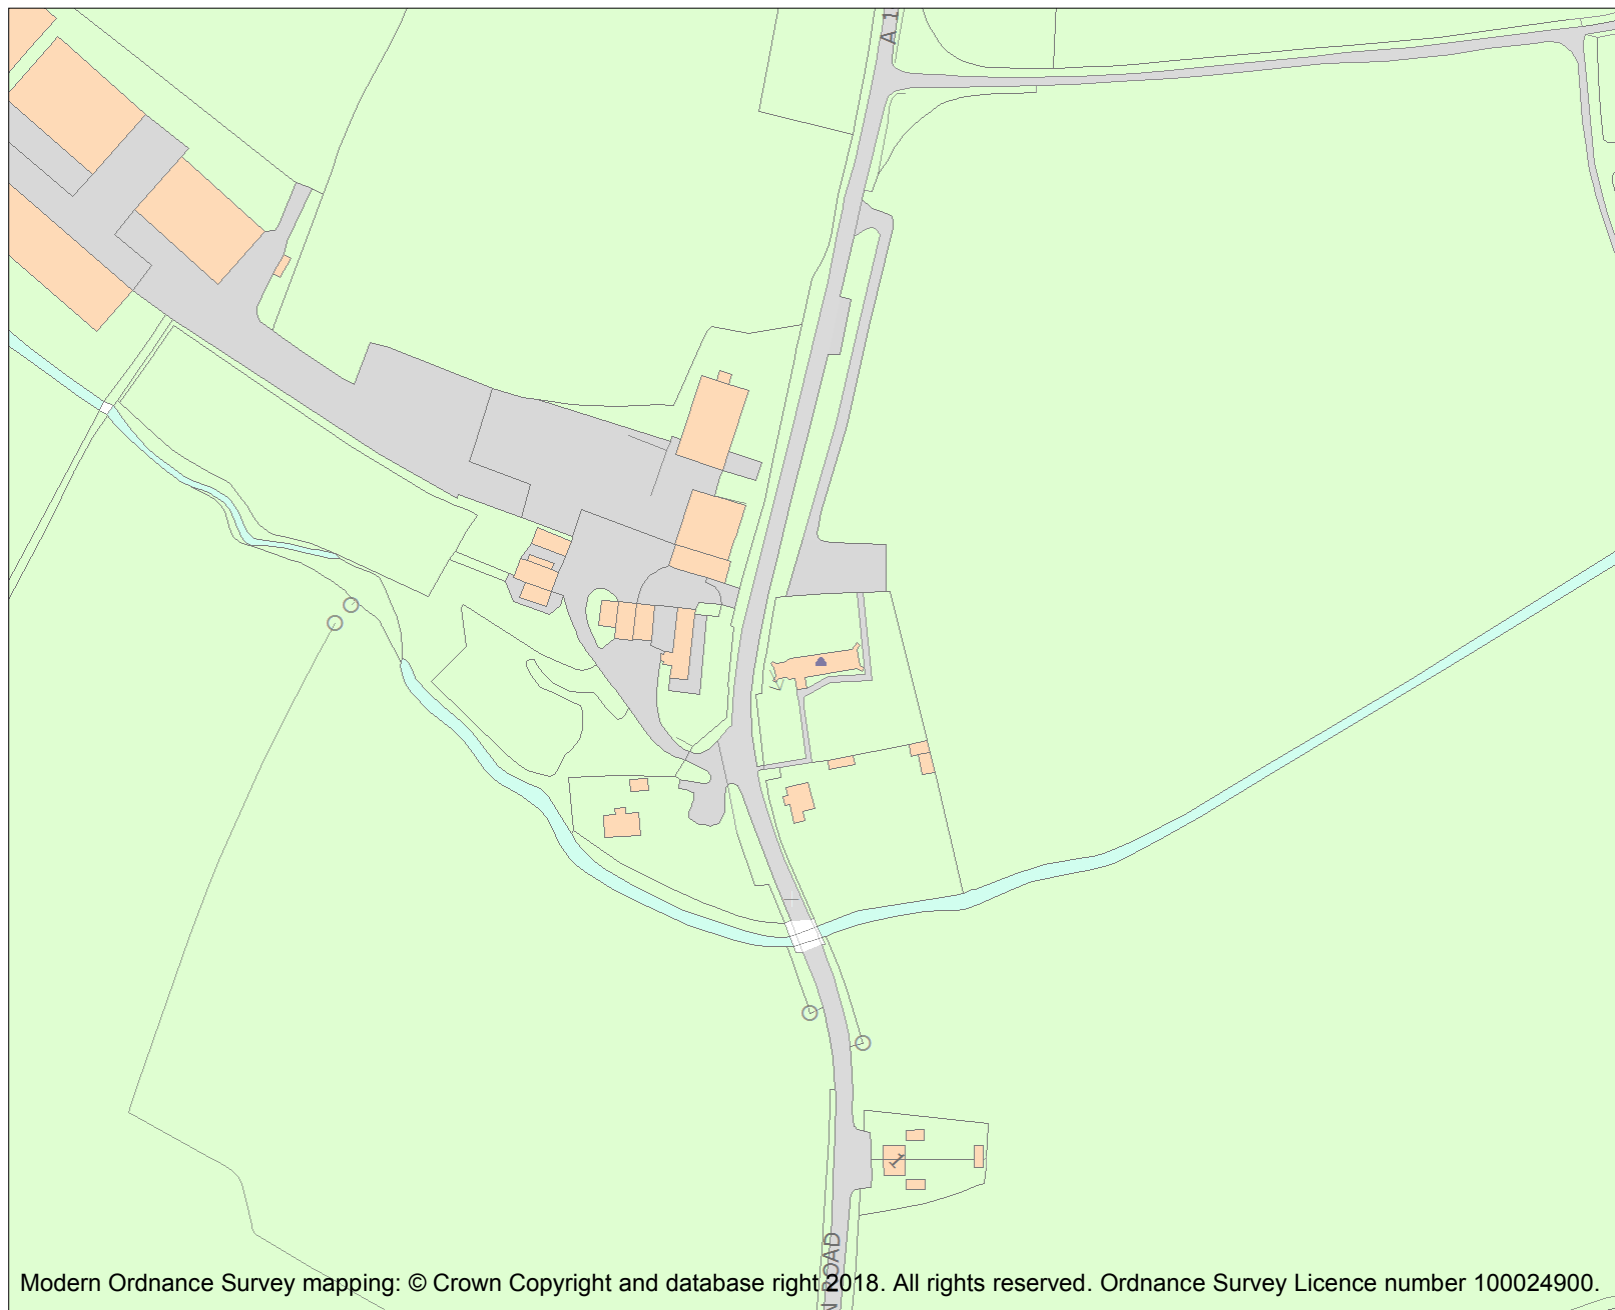 A 1
1
N ROAD
Modern Ordnance Survey mapping: © Crown Copyright and database right 2018. All rights reserved. Ordnance Survey Licence number 100024900.